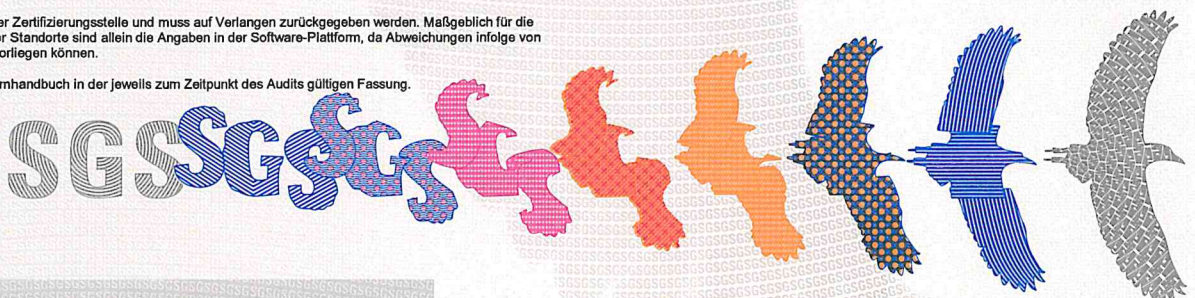 er Zertifizierungsstelle und muss auf Verlangen zurückgegeben werden. Maßgeblich für die
er Standorte sind allein die Angaben in der Software-Plattform, da Abweichungen infolge von
orliegen können.
mhandbuch in der jeweils zum Zeitpunkt des Audits gültigen Fassung.
SGS SGS SGS